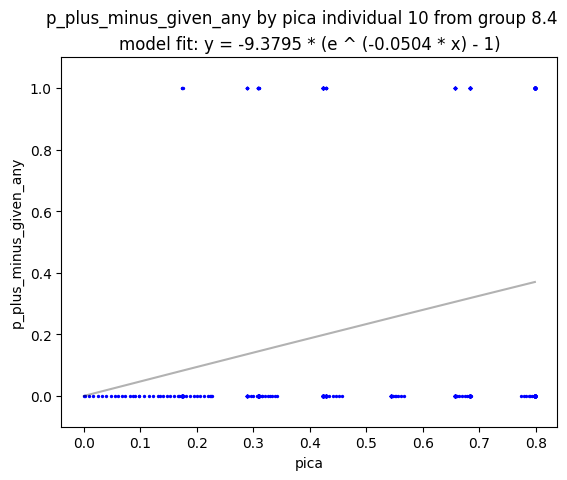 p_plus_minus_given_any by pica individual 10 from group 8.4
model fit: y = -9.3795 * (e ^ (-0.0504 * x) - 1)
1.0
0.8
0.6
0.4
0.2
0.0
p_plus_minus_given_any
0.0 0.1 0.2 0.3 0.4 0.5 0.6 0.7 0.8
pica